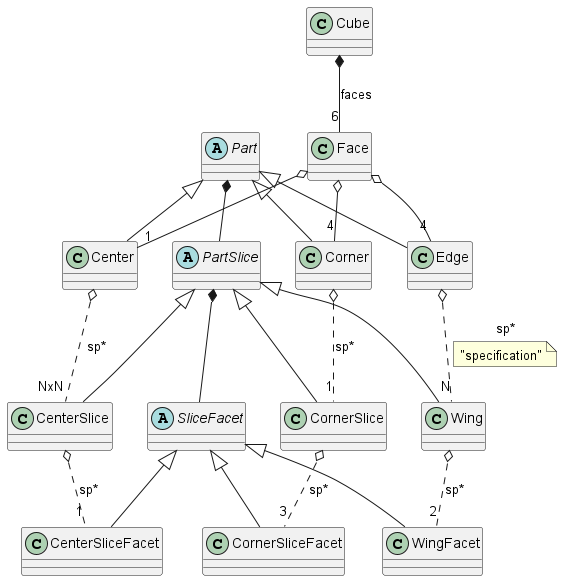 C Cube
faces
6
A Part
C Face
1
4
4
C Center
A PartSlice
C Corner
C Edge
sp*
sp*
sp*
"specification"
NxN
1
N
C CenterSlice
A SliceFacet
C CornerSlice
C Wing
sp*
sp*
sp*
1
3
2
C CenterSliceFacet
C CornerSliceFacet
C WingFacet